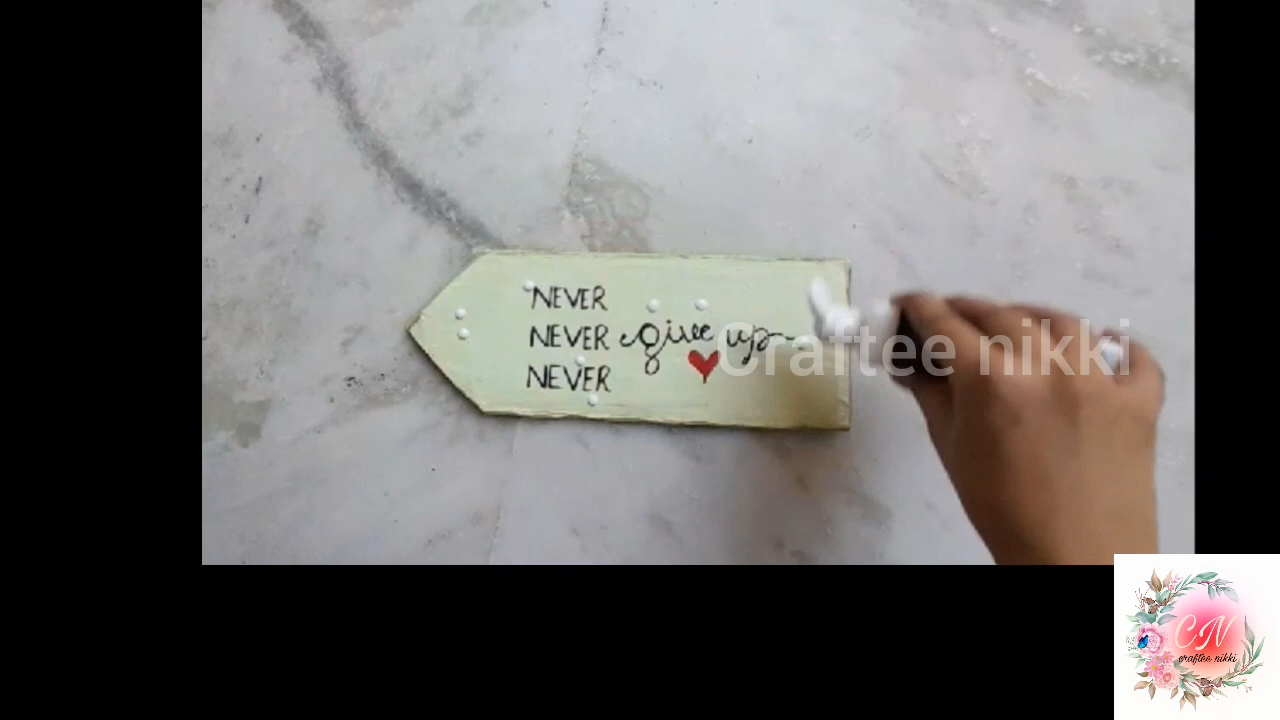 NEVER
NEVER give up
NEVER
Craftee nikki
CN
craftee nikki